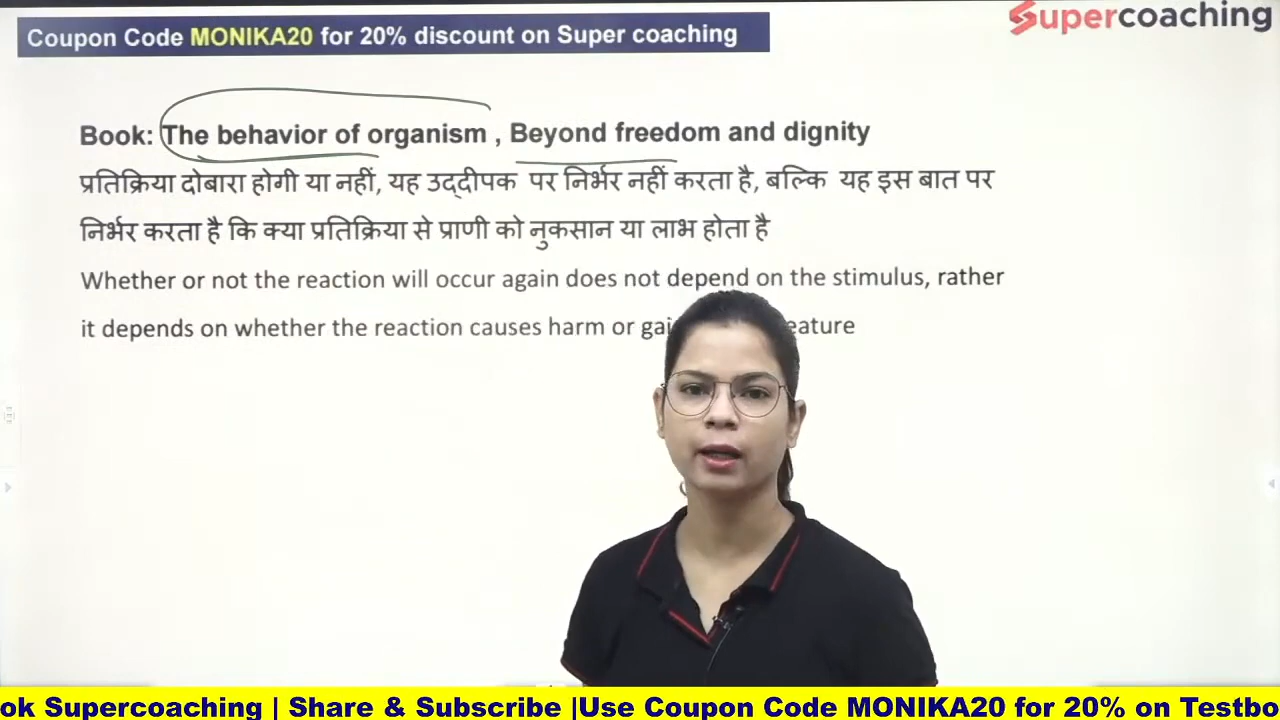 Coupon Code MONIKA20 for 20% discount on Super coaching
Supercoaching
Book: The behavior of organism , Beyond freedom and dignity
प्रतिक्रिया दोबारा होगी या नहीं, यह उद्दीपक पर निर्भर नहीं करता है, बल्कि यह इस बात पर
निर्भर करता है कि क्या प्रतिक्रिया से प्राणी को नुकसान या लाभ होता है
Whether or not the reaction will occur again does not depend on the stimulus, rather
it depends on whether the reaction causes harm or
ok Supercoaching | Share & Subscribe |Use Coupon Code MONIKA20 for 20% on Testbo